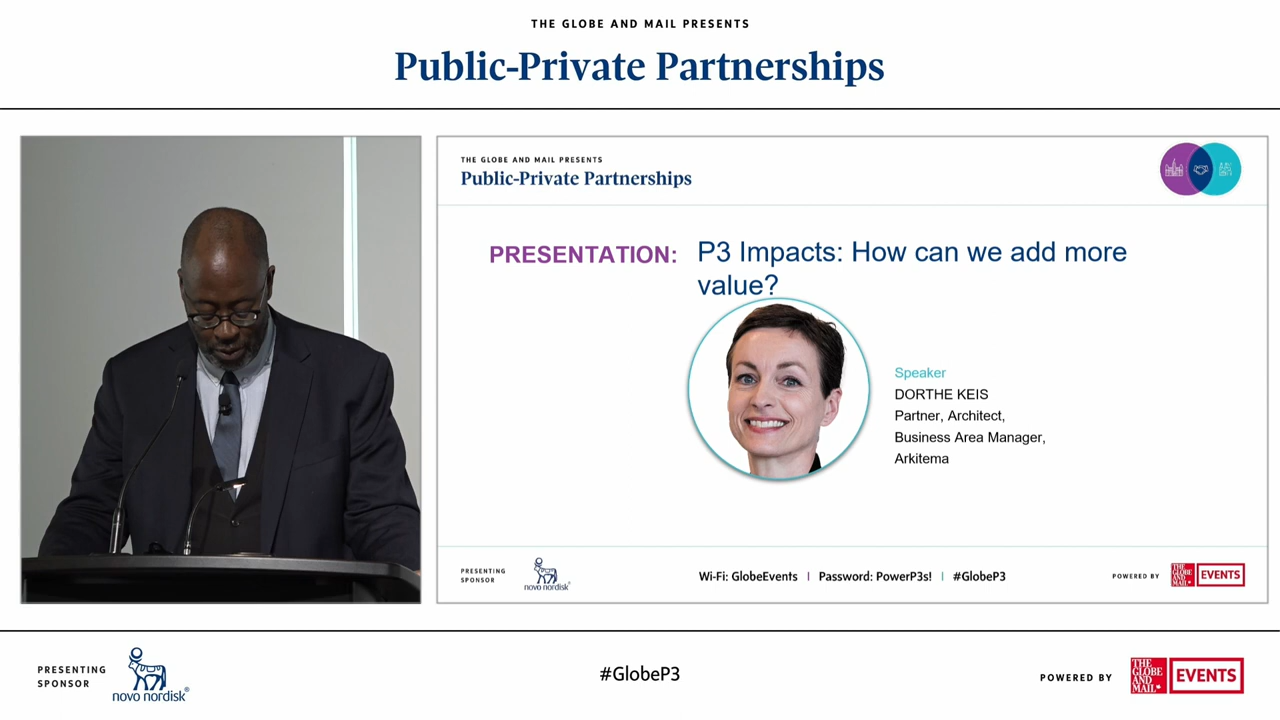 THE GLOBE AND MAIL PRESENTS
Public-Private Partnerships
THE GLOBE AND MAIL PRESENTS
Public-Private Partnerships
PRESENTATION: P3 Impacts: How can we add more
value?
Speaker
DORTHE KEIS
Partner, Architect,
Business Area Manager,
Arkitema
PRESENTING
SPONSOR
novo nordisk®
Wi-Fi: GlobeEvents | Password: PowerP3s! | #GlobeP3
POWERED BY
THE
GLOBE
AND
MAIL
EVENTS
PRESENTING
SPONSOR
novo nordisk®
#GlobeP3
POWERED BY
THE
GLOBE
AND
MAIL
EVENTS